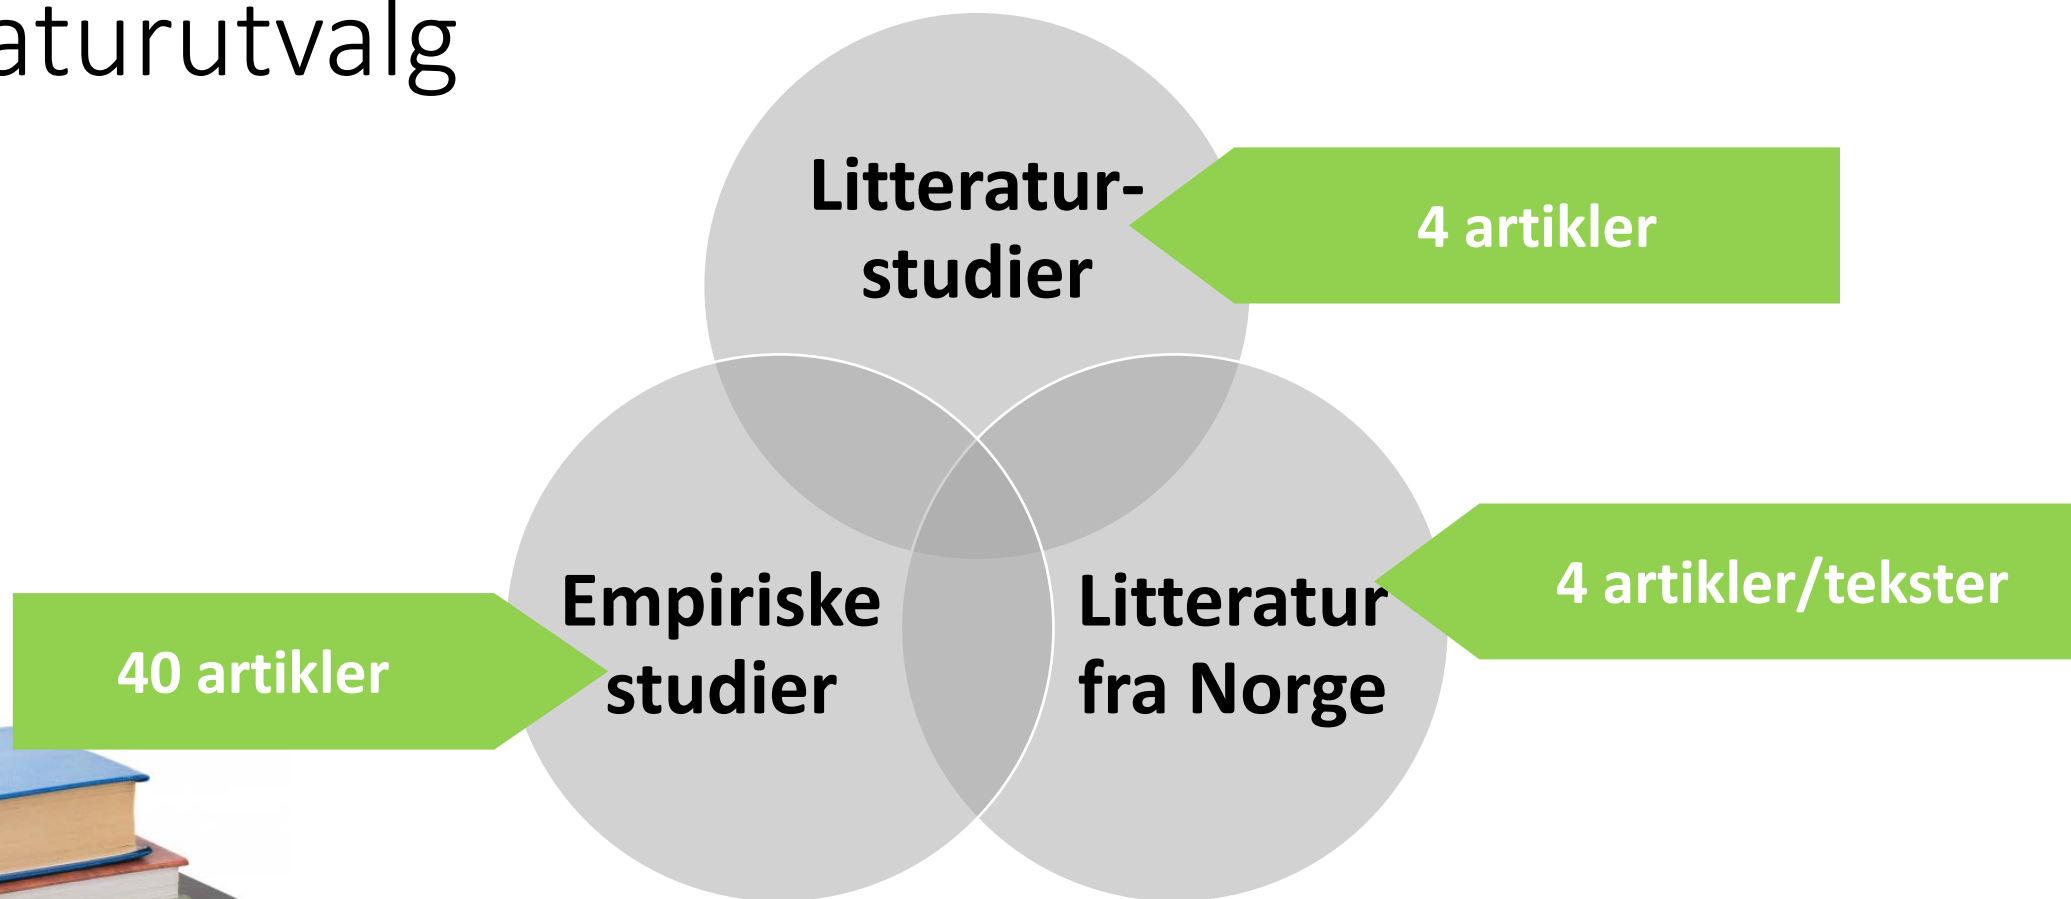 aturutvalg
Litteratur-
studier
4 artikler
Empiriske
studier
40 artikler
Litteratur
fra Norge
4 artikler/tekster